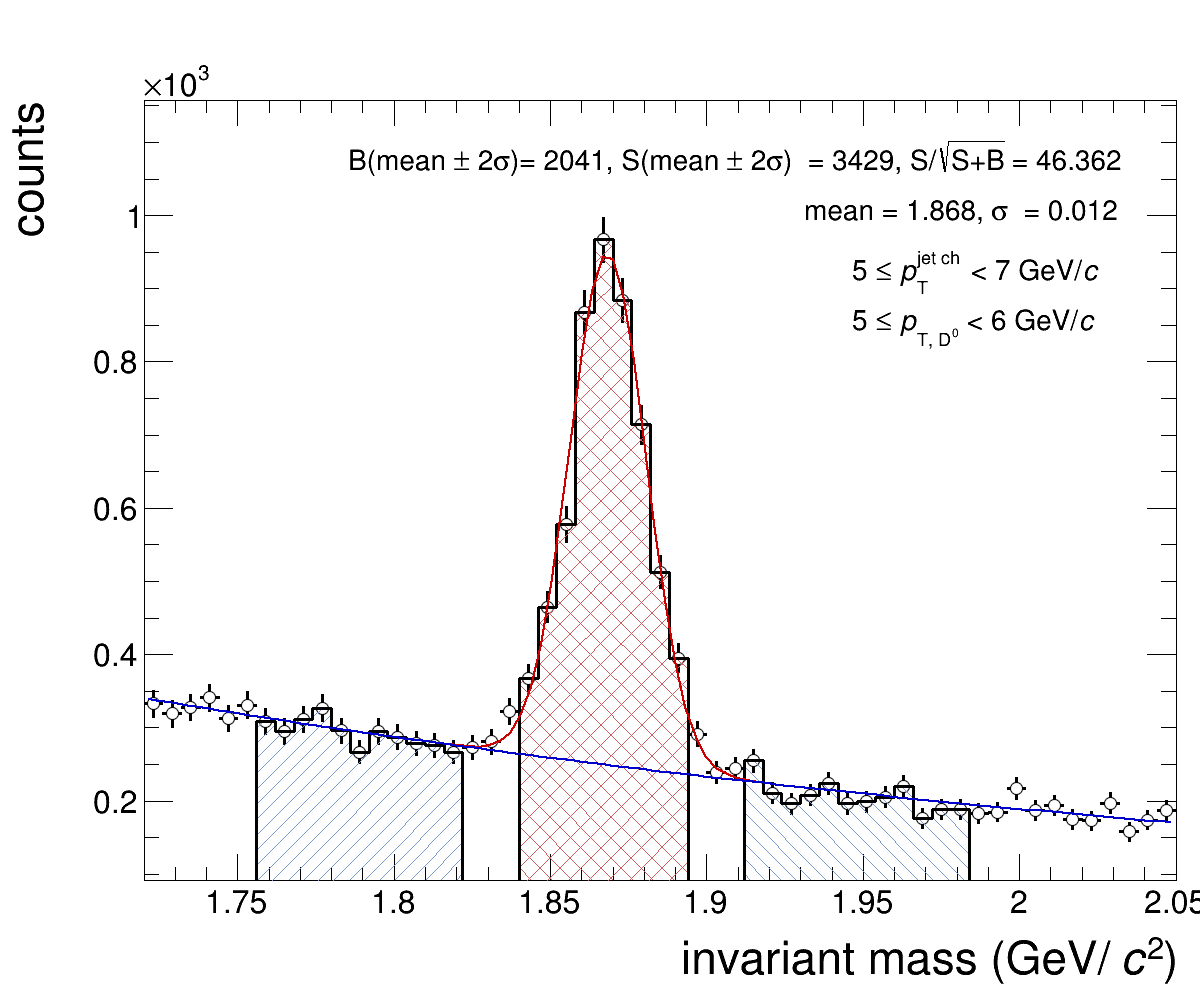 ×10³
counts
B(mean ± 2σ)= 2041, S(mean ± 2σ) = 3429, S/√S+B = 46.362
mean = 1.868, σ = 0.012
5 ≤ p_T^jet ch < 7 GeV/c
5 ≤ p_T, D⁰ < 6 GeV/c
1
0.8
0.6
0.4
0.2
1.75 1.8 1.85 1.9 1.95 2 2.05
invariant mass (GeV/ c²)